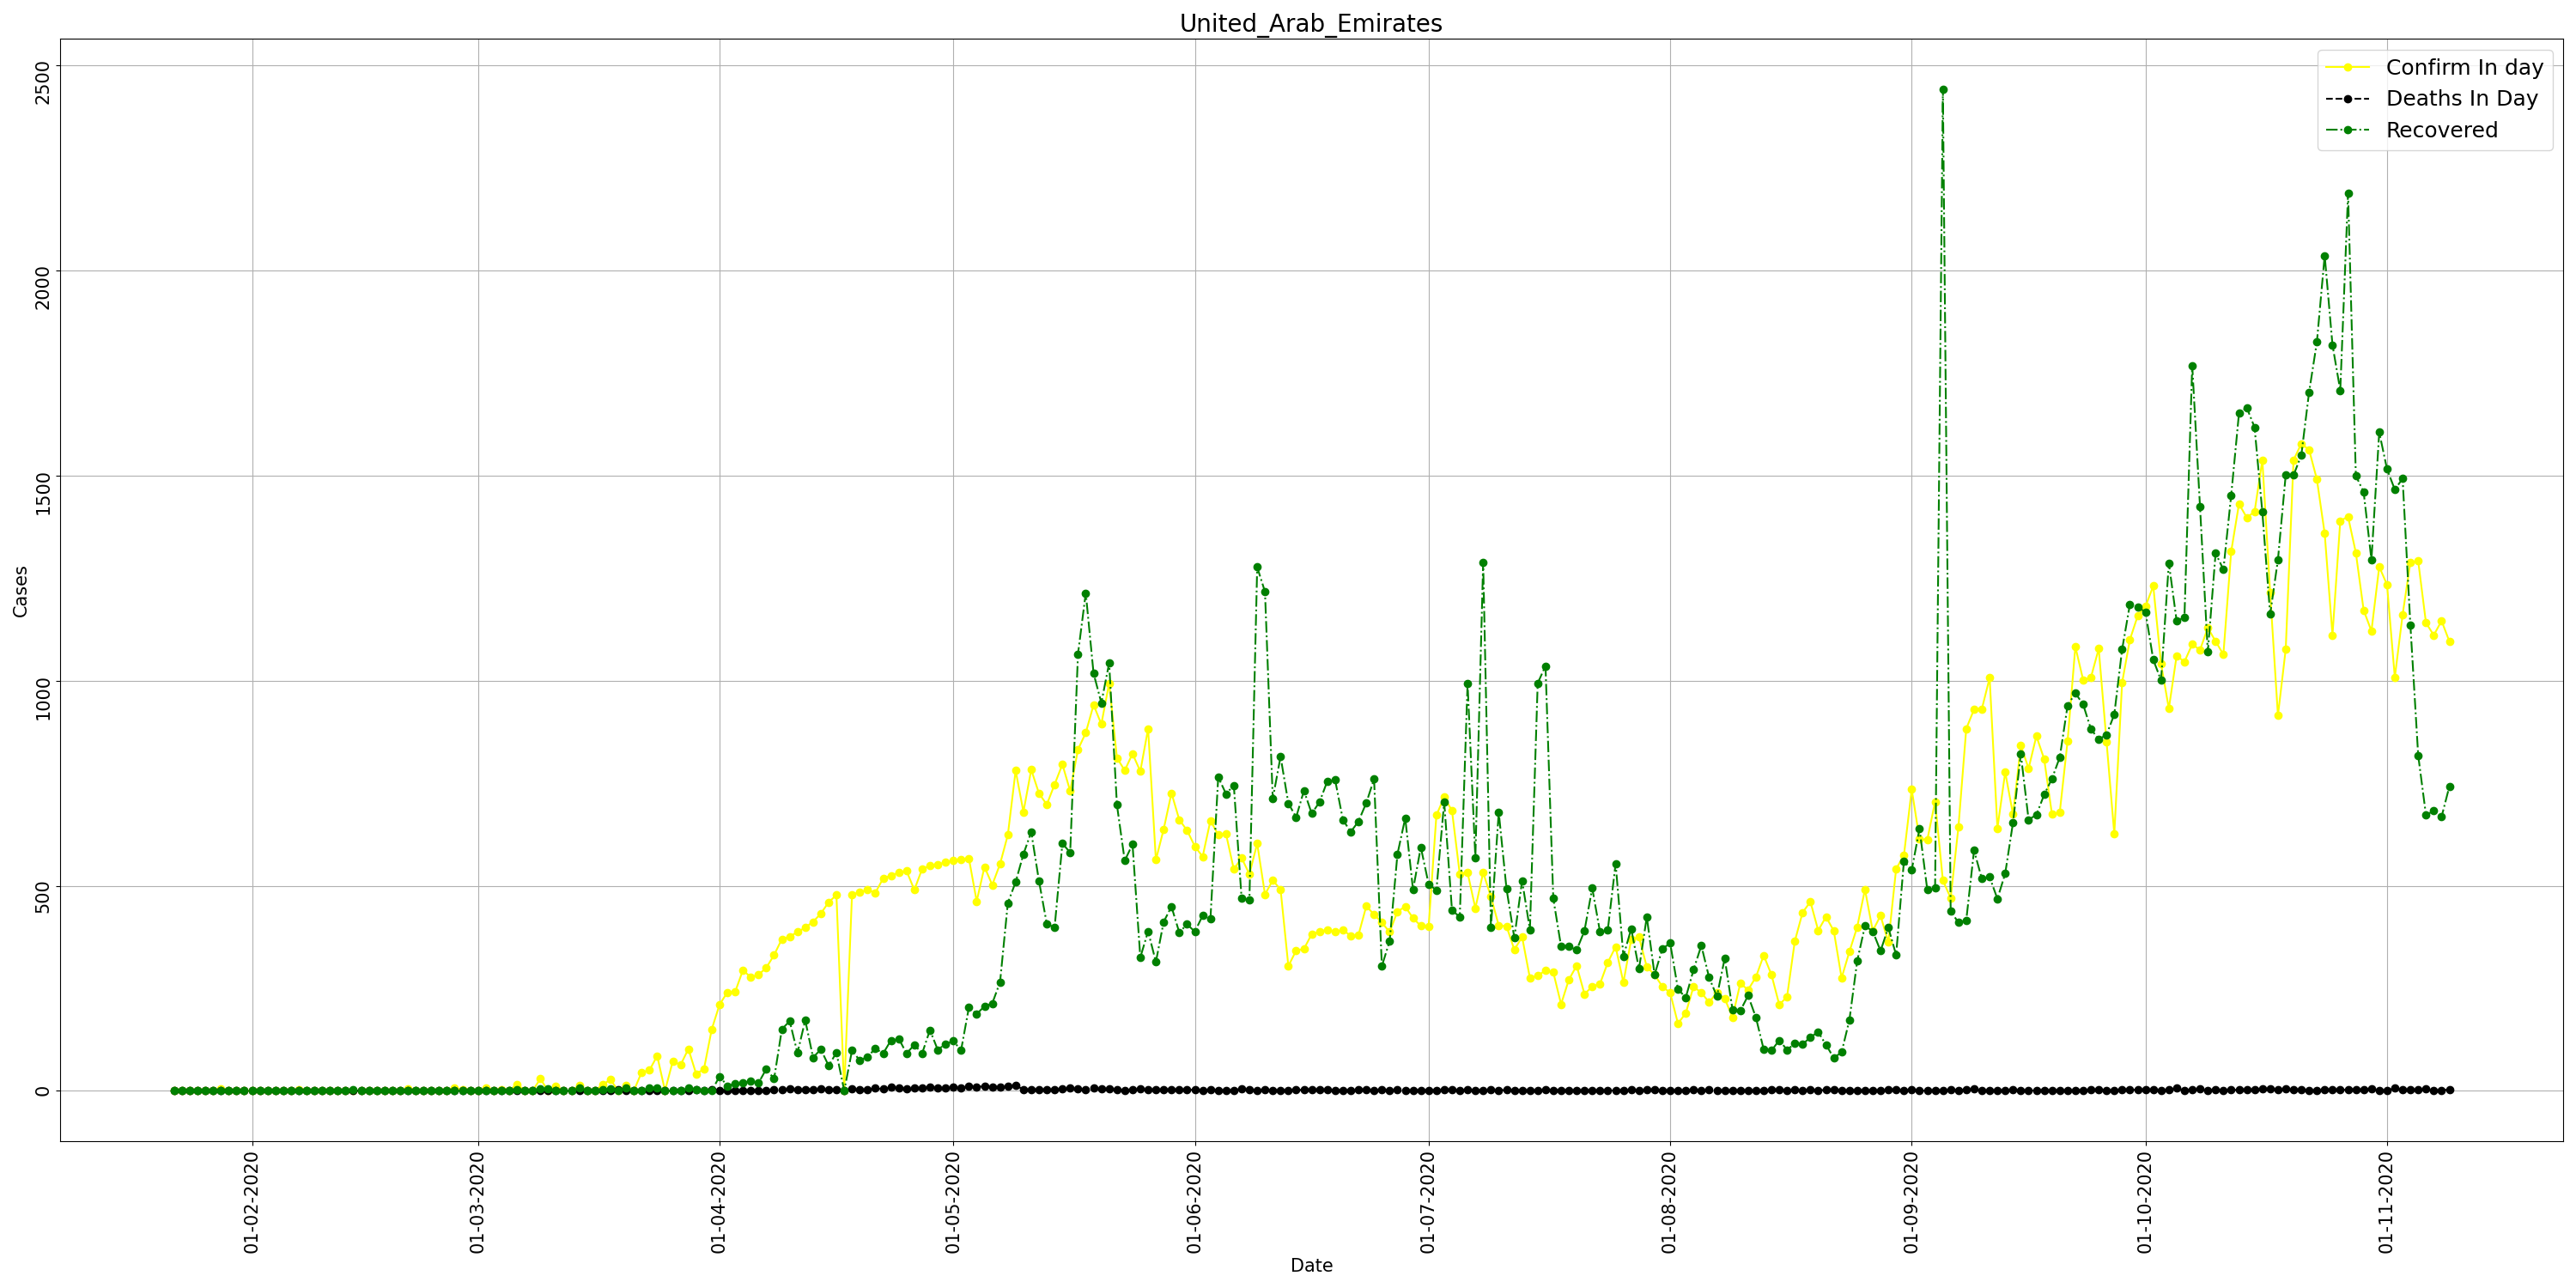 United_Arab_Emirates
Confirm In day
Deaths In Day
Recovered
Cases
2500
2000
1500
1000
500
0
01-02-2020
01-03-2020
01-04-2020
01-05-2020
01-06-2020
01-07-2020
01-08-2020
01-09-2020
01-10-2020
01-11-2020
Date